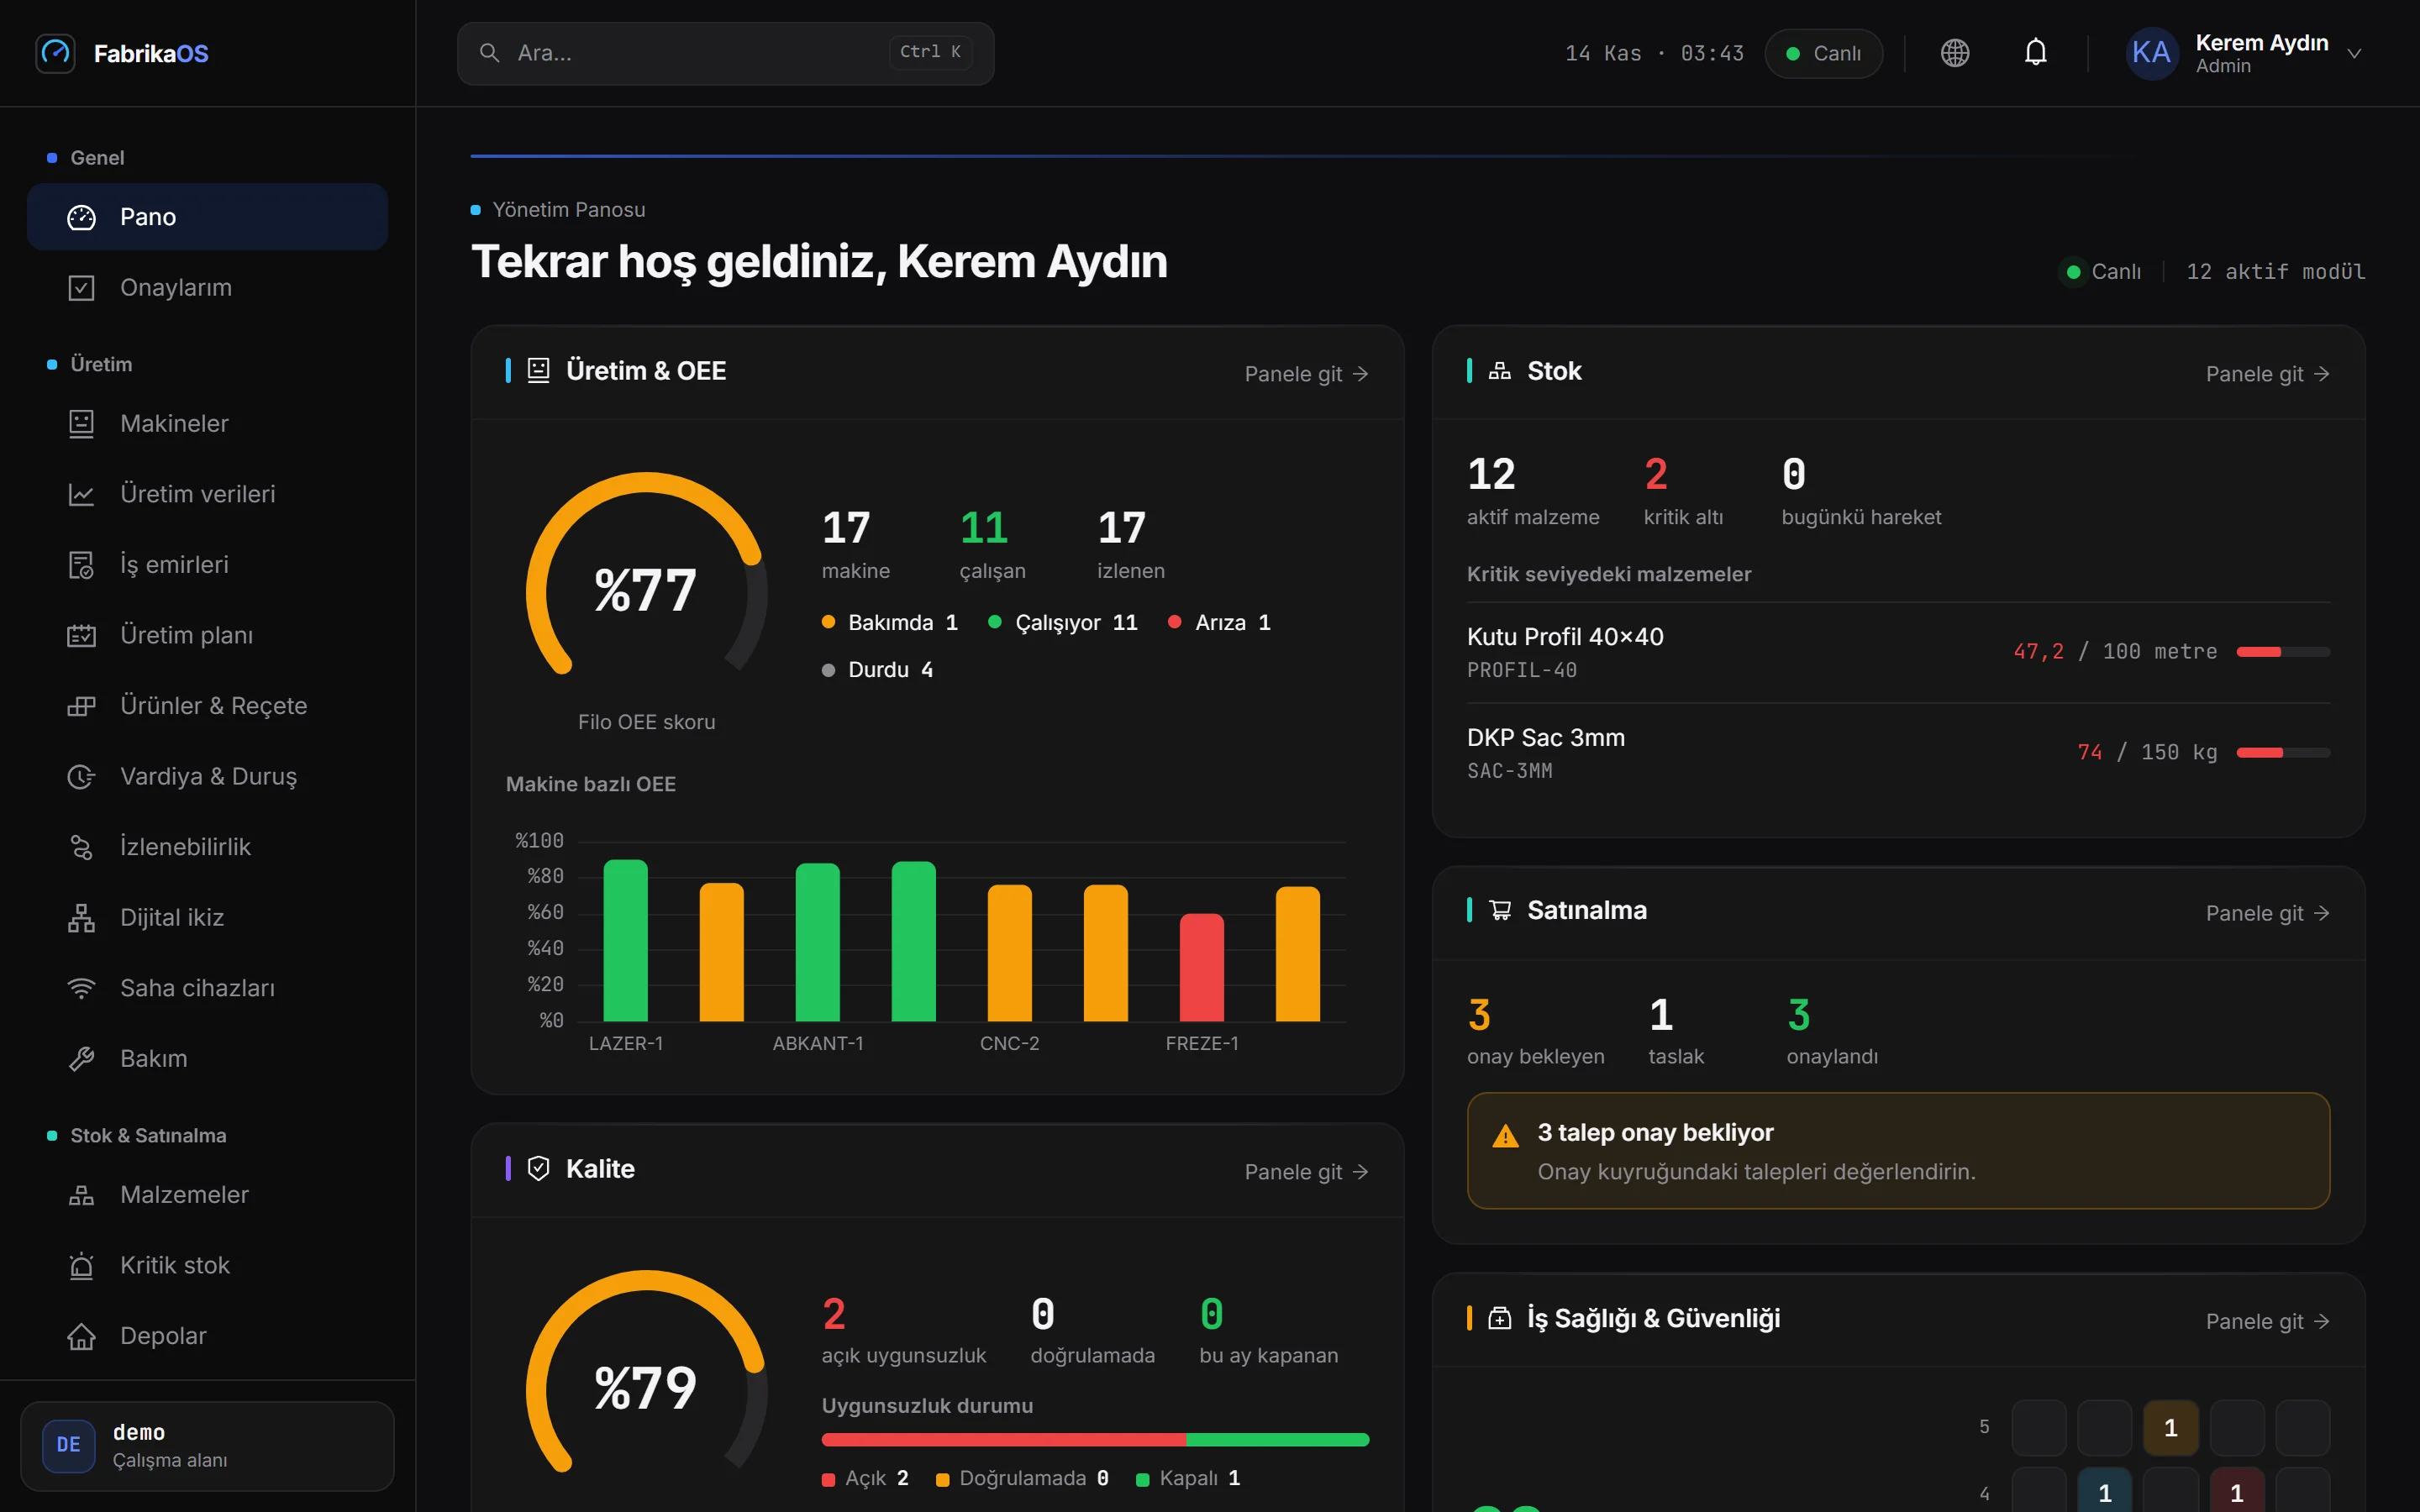 FabrikaOS
Ara...
Ctrl K
14 Kas · 03:43
Canlı
KA
Kerem Aydın
Admin
Genel
Pano
Onaylarım
Üretim
Makineler
Üretim verileri
İş emirleri
Üretim planı
Ürünler & Reçete
Vardiya & Duruş
İzlenebilirlik
Dijital ikiz
Saha cihazları
Bakım
Stok & Satınalma
Malzemeler
Kritik stok
Depolar
DE
demo
Çalışma alanı
Yönetim Panosu
Tekrar hoş geldiniz, Kerem Aydın
Canlı
12 aktif modül
Üretim & OEE
Panele git →
%77
Filo OEE skoru
17
makine
11
çalışan
17
izlenen
Bakımda 1
Çalışıyor 11
Arıza 1
Durdu 4
Makine bazlı OEE
%100
%80
%60
%40
%20
%0
LAZER-1
ABKANT-1
CNC-2
FREZE-1
Kalite
Panele git →
%79
2
açık uygunsuzluk
0
doğrulamada
0
bu ay kapanan
Uygunsuzluk durumu
Açık 2
Doğrulamada 0
Kapalı 1
Stok
Panele git →
12
aktif malzeme
2
kritik altı
0
bugünkü hareket
Kritik seviyedeki malzemeler
Kutu Profil 40×40
PROFIL-40
47,2 / 100 metre
DKP Sac 3mm
SAC-3MM
74 / 150 kg
Satınalma
Panele git →
3
onay bekleyen
1
taslak
3
onaylandı
3 talep onay bekliyor
Onay kuyruğundaki talepleri değerlendirin.
İş Sağlığı & Güvenliği
Panele git →
5
1
4
1
1